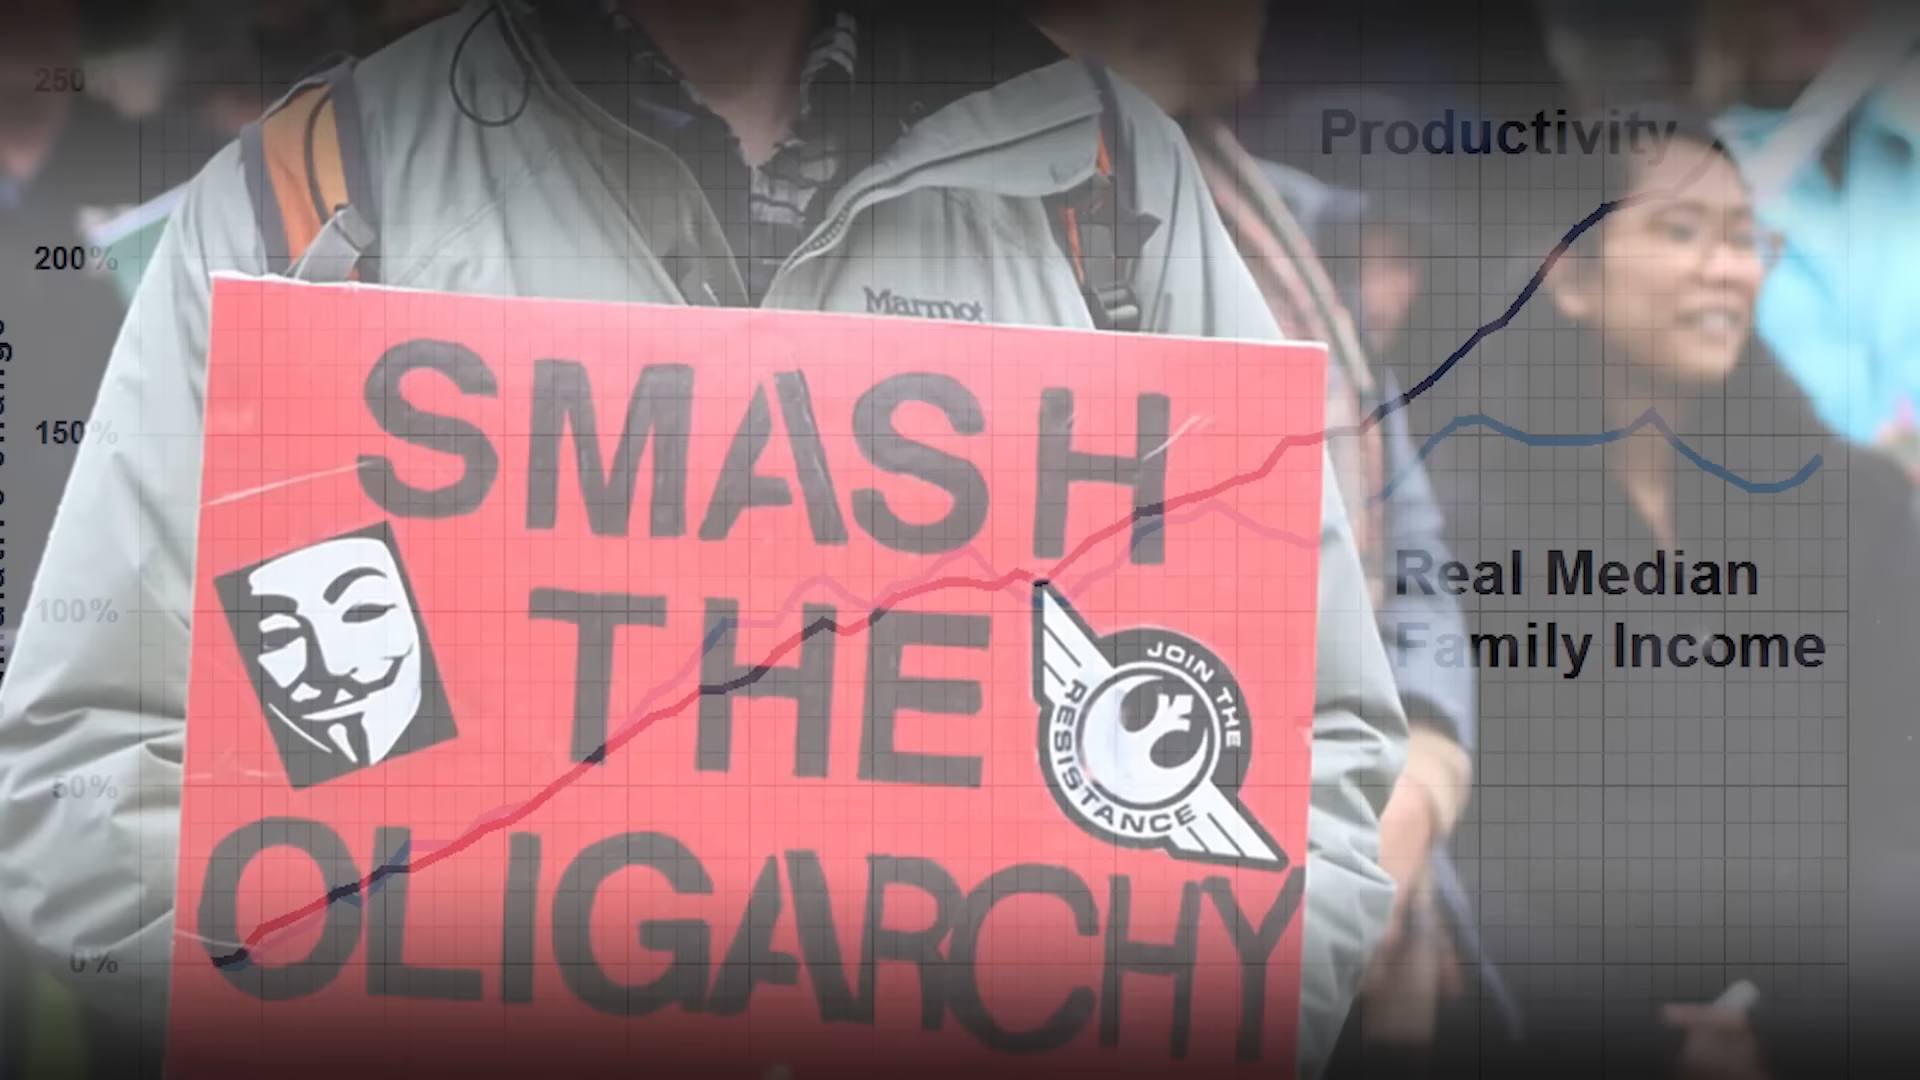 250%
Productivity
200%
Marmot
150%
SMASH
THE
OLIGARCHY
JOIN THE
RESISTANCE
100%
Real Median
Family Income
50%
0%